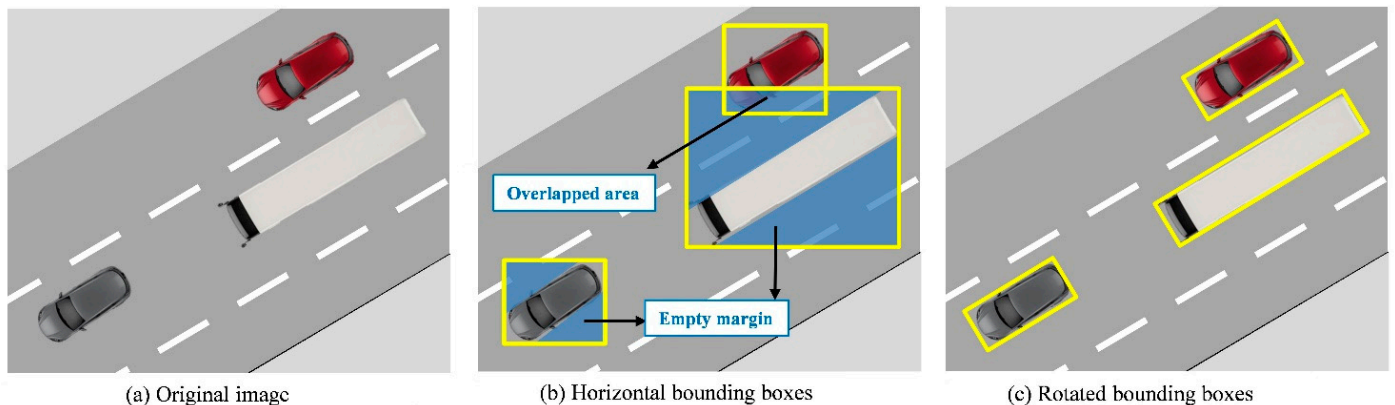 Overlapped area
Empty margin
(a) Original image
(b) Horizontal bounding boxes
(c) Rotated bounding boxes